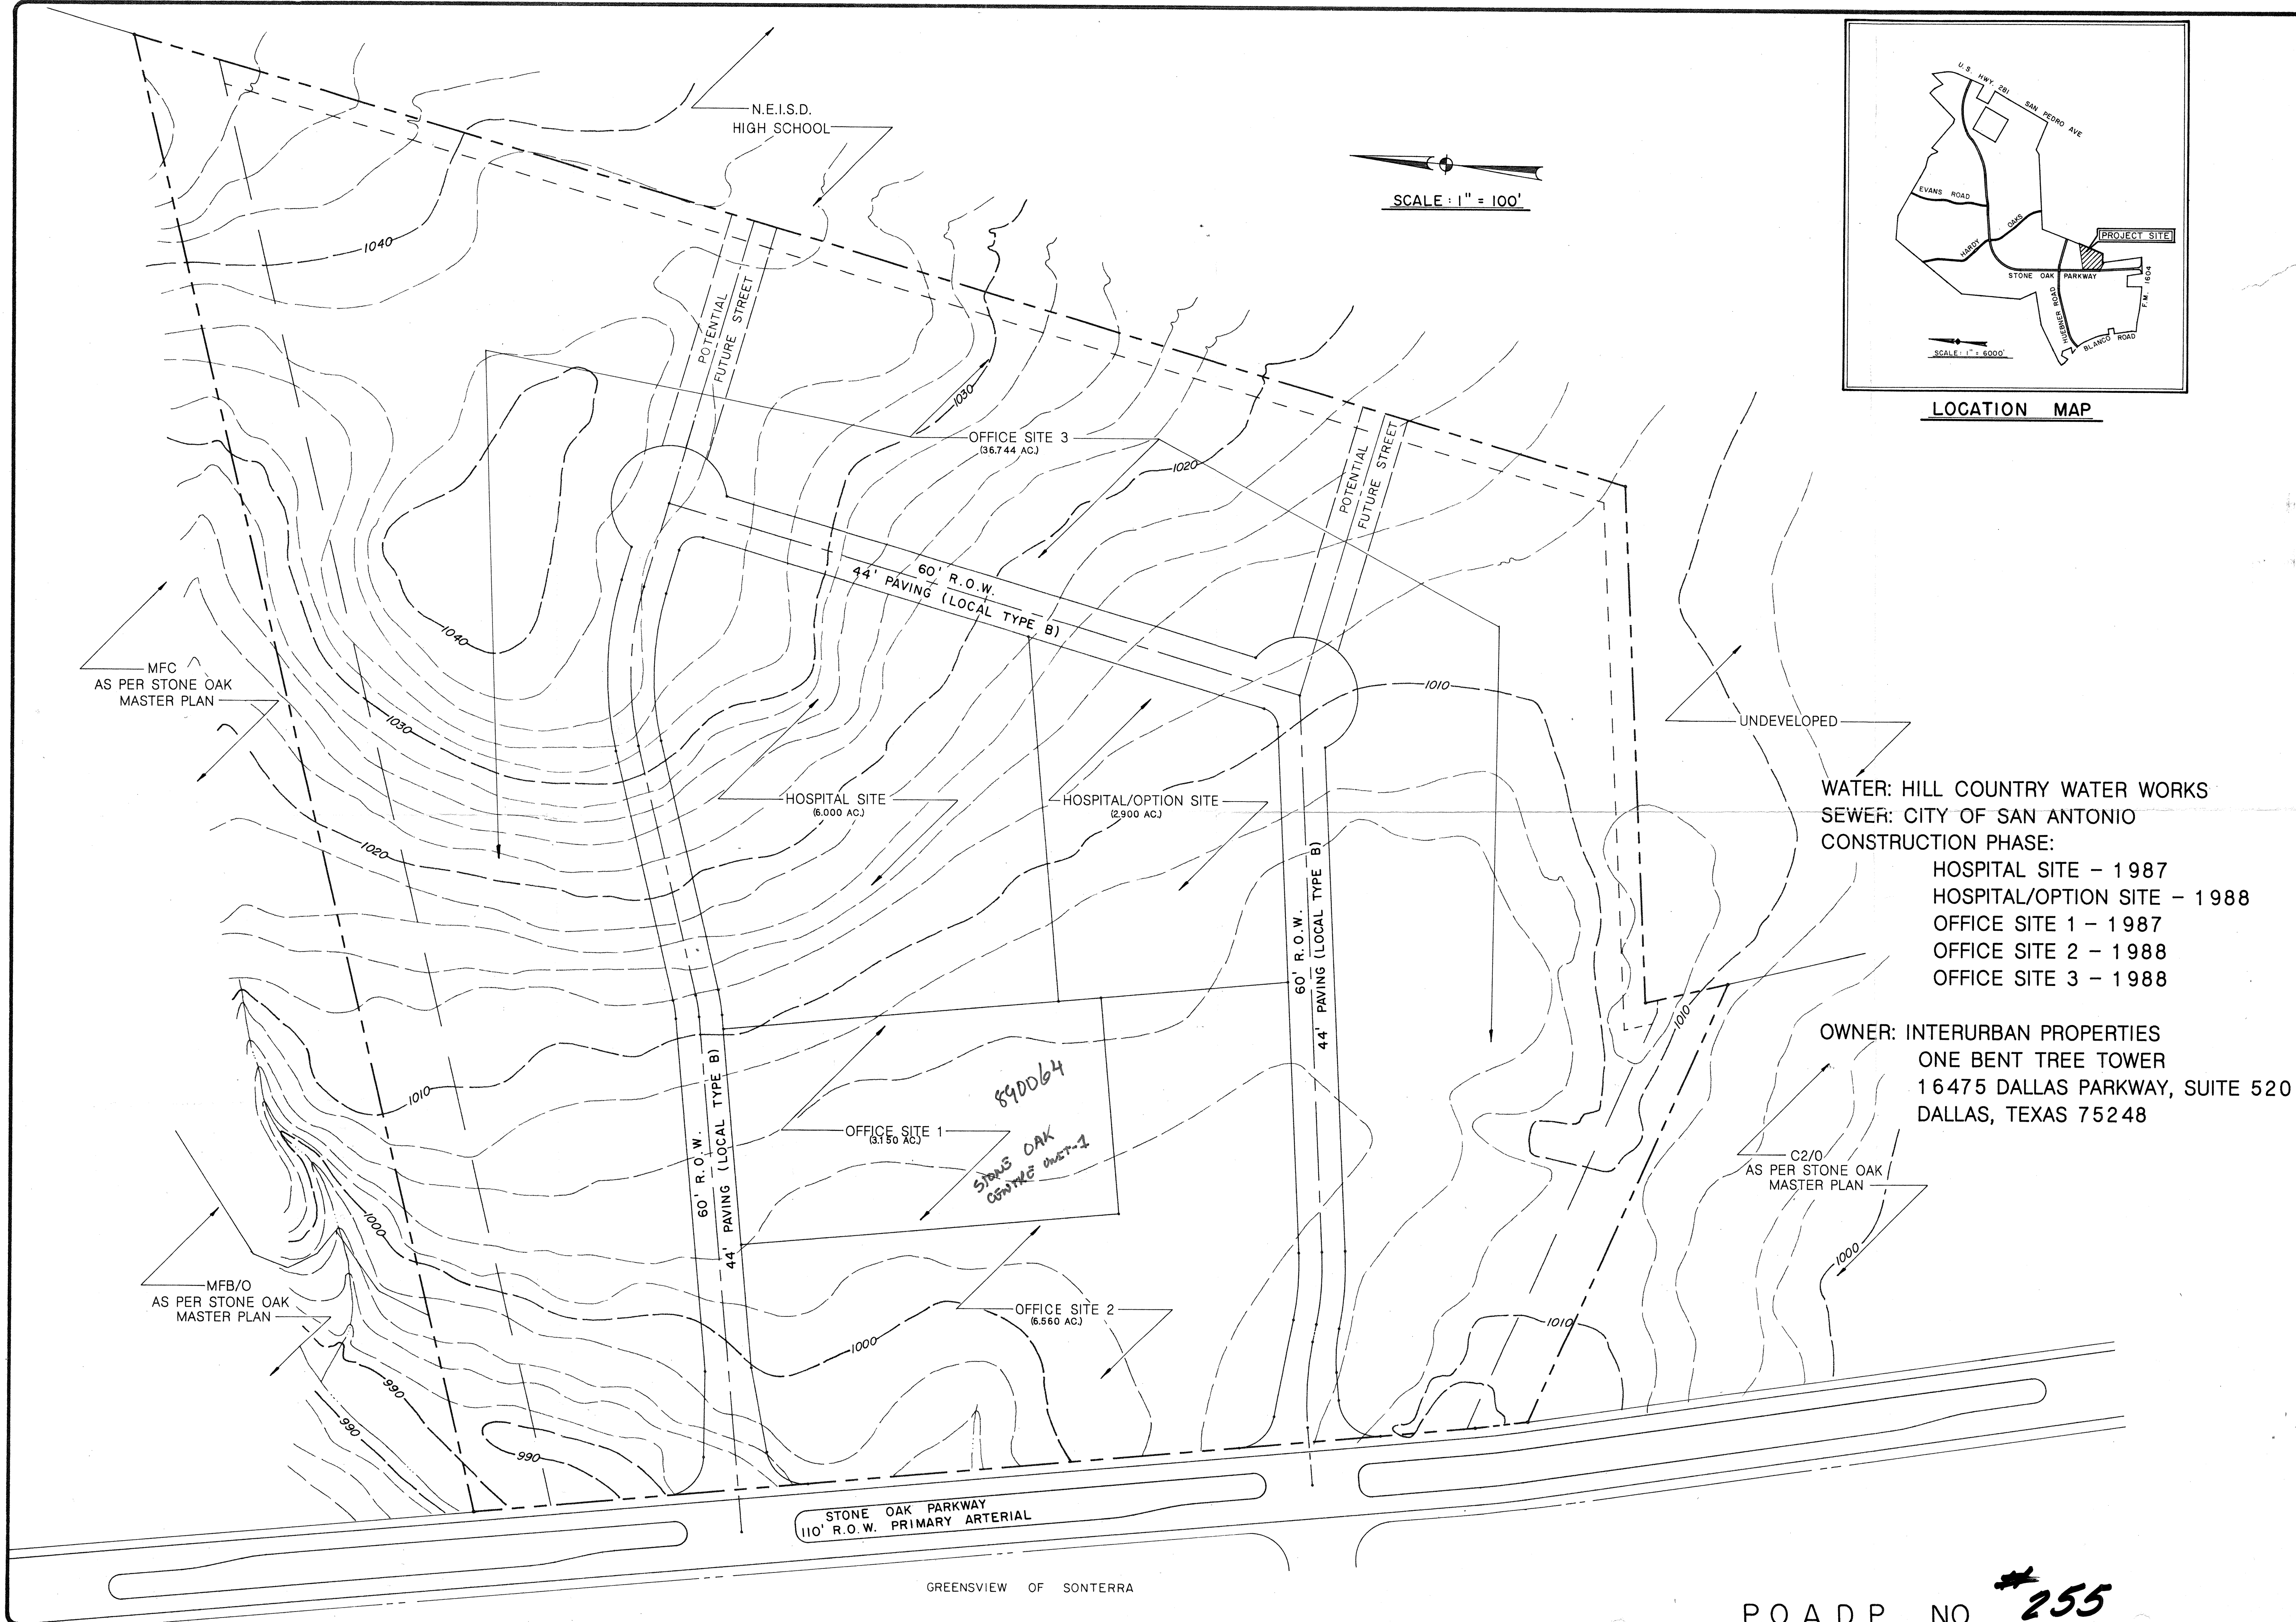 N.E.I.S.D.
HIGH SCHOOL
SCALE : 1" = 100'
U.S. HWY. 281 SAN PEDRO AVE
EVANS ROAD
HARDY OAKS
PROJECT SITE
STONE OAK PARKWAY
F.M. 1604
HUEBNER ROAD
BLANCO ROAD
SCALE: 1" = 6000'
LOCATION MAP
1040
POTENTIAL
FUTURE STREET
1030
OFFICE SITE 3
(36.744 AC.)
1020
POTENTIAL
FUTURE STREET
60' R.O.W.
44' PAVING (LOCAL TYPE B)
1040
MFC
AS PER STONE OAK
MASTER PLAN
1030
1010
UNDEVELOPED
HOSPITAL SITE
(6.000 AC.)
HOSPITAL/OPTION SITE
(2.900 AC.)
1020
60' R.O.W.
44' PAVING (LOCAL TYPE B)
WATER: HILL COUNTRY WATER WORKS
SEWER: CITY OF SAN ANTONIO
CONSTRUCTION PHASE:
HOSPITAL SITE - 1987
HOSPITAL/OPTION SITE - 1988
OFFICE SITE 1 - 1987
OFFICE SITE 2 - 1988
OFFICE SITE 3 - 1988
OWNER: INTERURBAN PROPERTIES
ONE BENT TREE TOWER
16475 DALLAS PARKWAY, SUITE 520
DALLAS, TEXAS 75248
1010
1010
890064
OFFICE SITE 1
(3.150 AC.)
STONE OAK
CENTRE UNIT-1
60' R.O.W.
44' PAVING (LOCAL TYPE B)
C2/O
AS PER STONE OAK
MASTER PLAN
1000
1000
MFB/O
AS PER STONE OAK
MASTER PLAN
OFFICE SITE 2
(6.560 AC.)
1010
1000
990
990
990
STONE OAK PARKWAY
110' R.O.W. PRIMARY ARTERIAL
GREENSVIEW OF SONTERRA
P.O.A.D.P. NO. #255